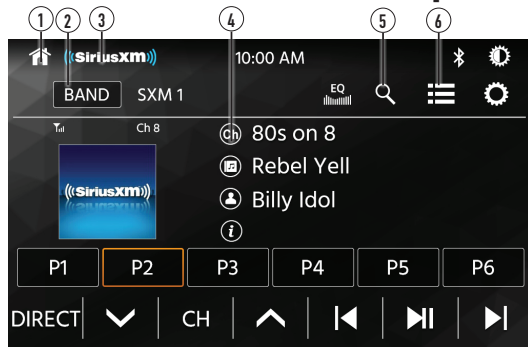 1 2 3 4 5 6
((SiriusXM)) 10:00 AM
BAND SXM 1 EQ
Ch 8 Ch 80s on 8
Rebel Yell
((SiriusXM)) Billy Idol
i
P1 P2 P3 P4 P5 P6
DIRECT CH